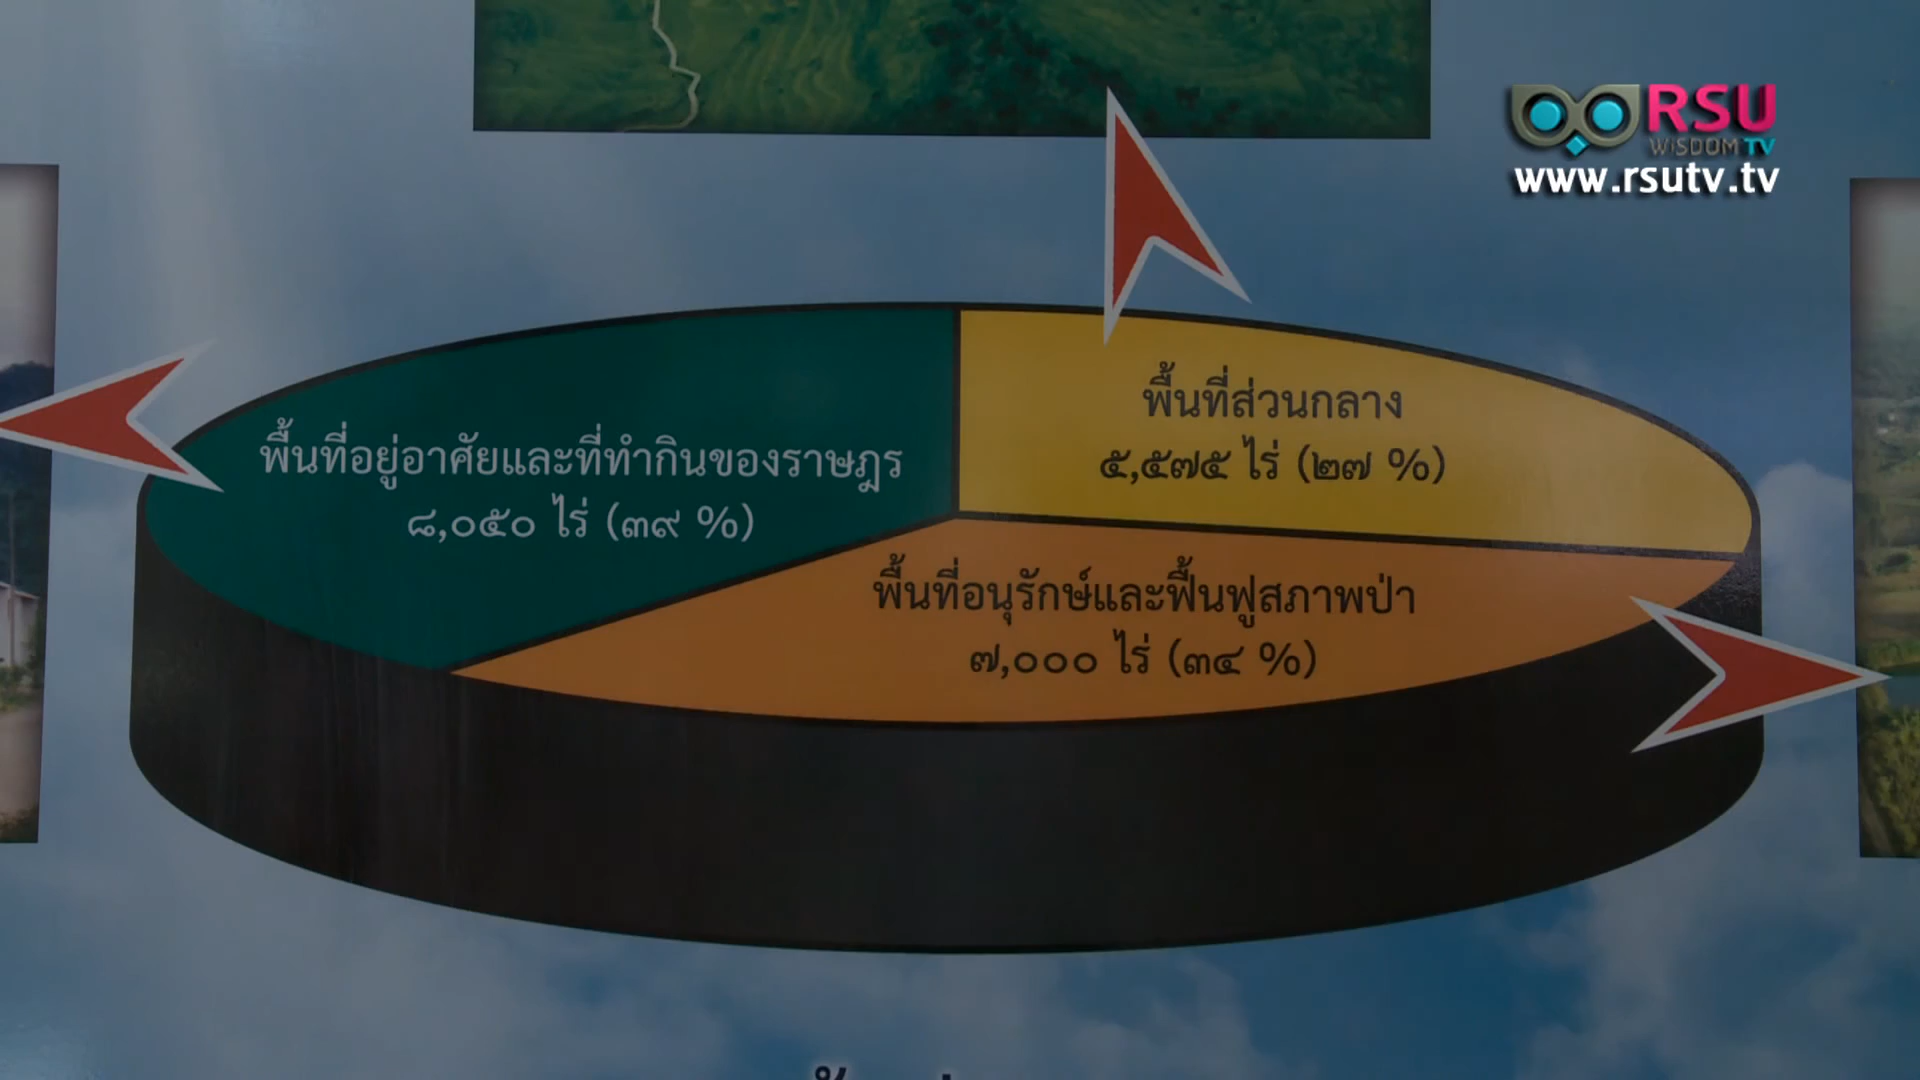 RSU
WiSDOM TV
www.rsutv.tv
พื้นที่ส่วนกลาง
๕,๕๗๕ ไร่ (๒๗ %)
พื้นที่อยู่อาศัยและที่ทำกินของราษฎร
๘,๐๕๐ ไร่ (๓๙ %)
พื้นที่อนุรักษ์และฟื้นฟูสภาพป่า
๗,๐๐๐ ไร่ (๓๔ %)